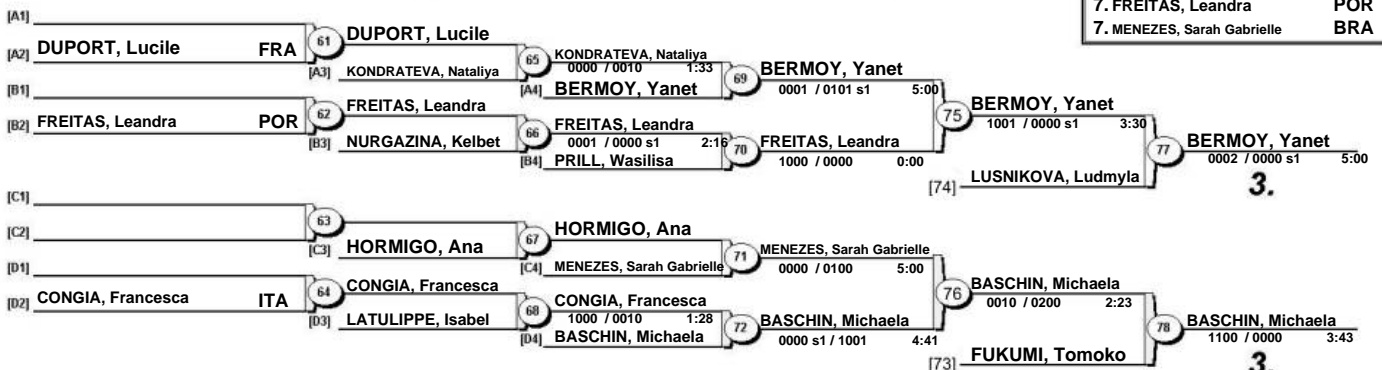 7. FREITAS, Leandra POR
7. MENEZES, Sarah Gabrielle BRA
[A1]
[A2] DUPORT, Lucile FRA
61
DUPORT, Lucile
[A3] KONDRATEVA, Nataliya
65
KONDRATEVA, Nataliya
0000 / 0010 1:33
[A4] BERMOY, Yanet
69
BERMOY, Yanet
0001 / 0101 s1 5:00
[B1]
[B2] FREITAS, Leandra POR
62
FREITAS, Leandra
[B3] NURGAZINA, Kelbet
66
FREITAS, Leandra
0001 / 0000 s1 2:16
[B4] PRILL, Wasilisa
70
FREITAS, Leandra
1000 / 0000 0:00
75
BERMOY, Yanet
1001 / 0000 s1 3:30
[74] LUSNIKOVA, Ludmyla
77
BERMOY, Yanet
0002 / 0000 s1 5:00
3.
[C1]
[C2]
63
[C3] HORMIGO, Ana
67
HORMIGO, Ana
[C4] MENEZES, Sarah Gabrielle
71
MENEZES, Sarah Gabrielle
0000 / 0100 5:00
[D1]
[D2] CONGIA, Francesca ITA
64
CONGIA, Francesca
[D3] LATULIPPE, Isabel
68
CONGIA, Francesca
1000 / 0010 1:28
[D4] BASCHIN, Michaela
72
BASCHIN, Michaela
0000 s1 / 1001 4:41
76
BASCHIN, Michaela
0010 / 0200 2:23
[73] FUKUMI, Tomoko
78
BASCHIN, Michaela
1100 / 0000 3:43
3.